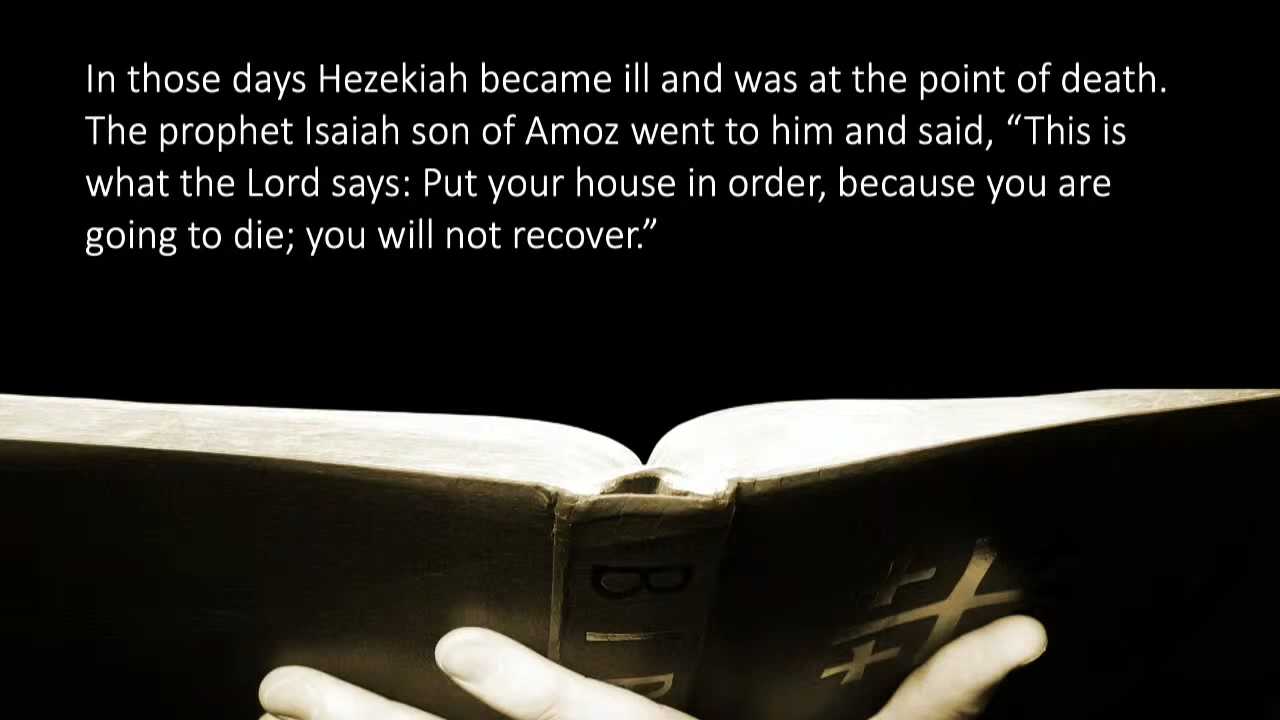 In those days Hezekiah became ill and was at the point of death.
The prophet Isaiah son of Amoz went to him and said, “This is
what the Lord says: Put your house in order, because you are
going to die; you will not recover.”
BIB